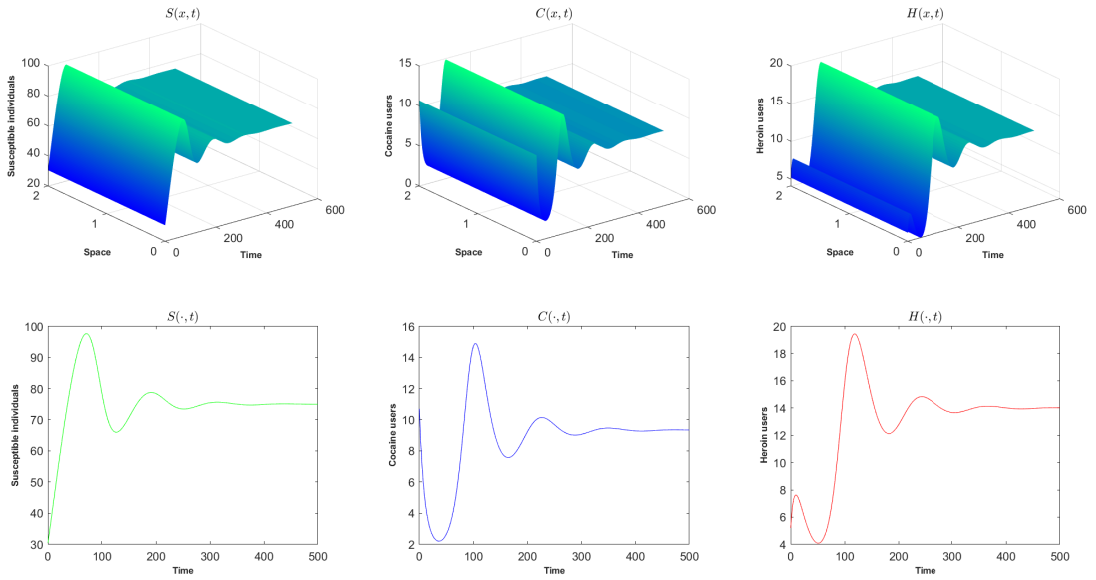 S(x, t)
C(x, t)
H(x, t)
Susceptible individuals
100
80
60
40
20
2
1
0
Space
0
200
400
600
Time
Cocaine users
15
10
5
0
2
1
0
Space
0
200
400
600
Time
Heroin users
20
15
10
5
2
1
0
Space
0
200
400
600
Time
S(·, t)
C(·, t)
H(·, t)
Susceptible individuals
100
90
80
70
60
50
40
30
0 100 200 300 400 500
Time
Cocaine users
16
14
12
10
8
6
4
2
0 100 200 300 400 500
Time
Heroin users
20
18
16
14
12
10
8
6
4
2
0 100 200 300 400 500
Time